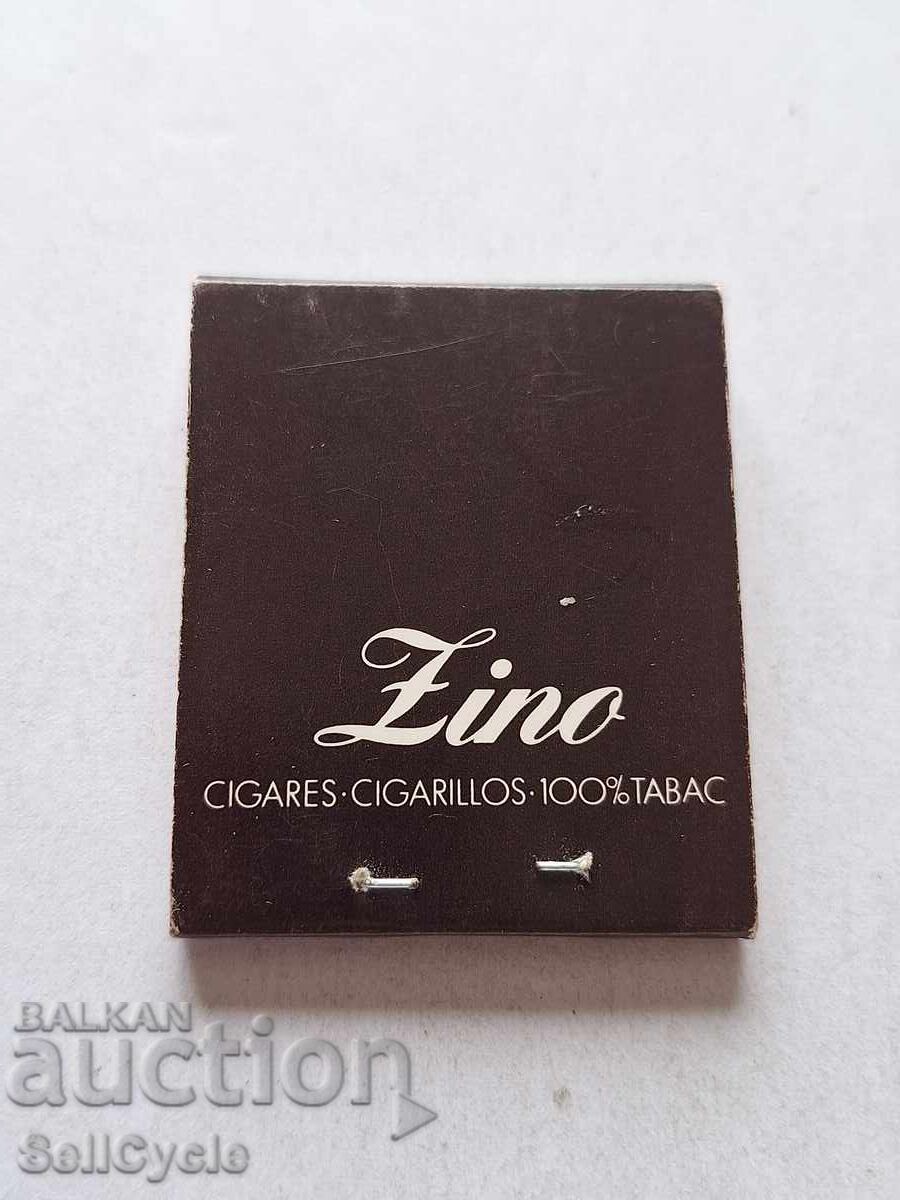 Zino
CIGARES·CIGARILLOS·100%TABAC
BALKAN
auction
SellCycle